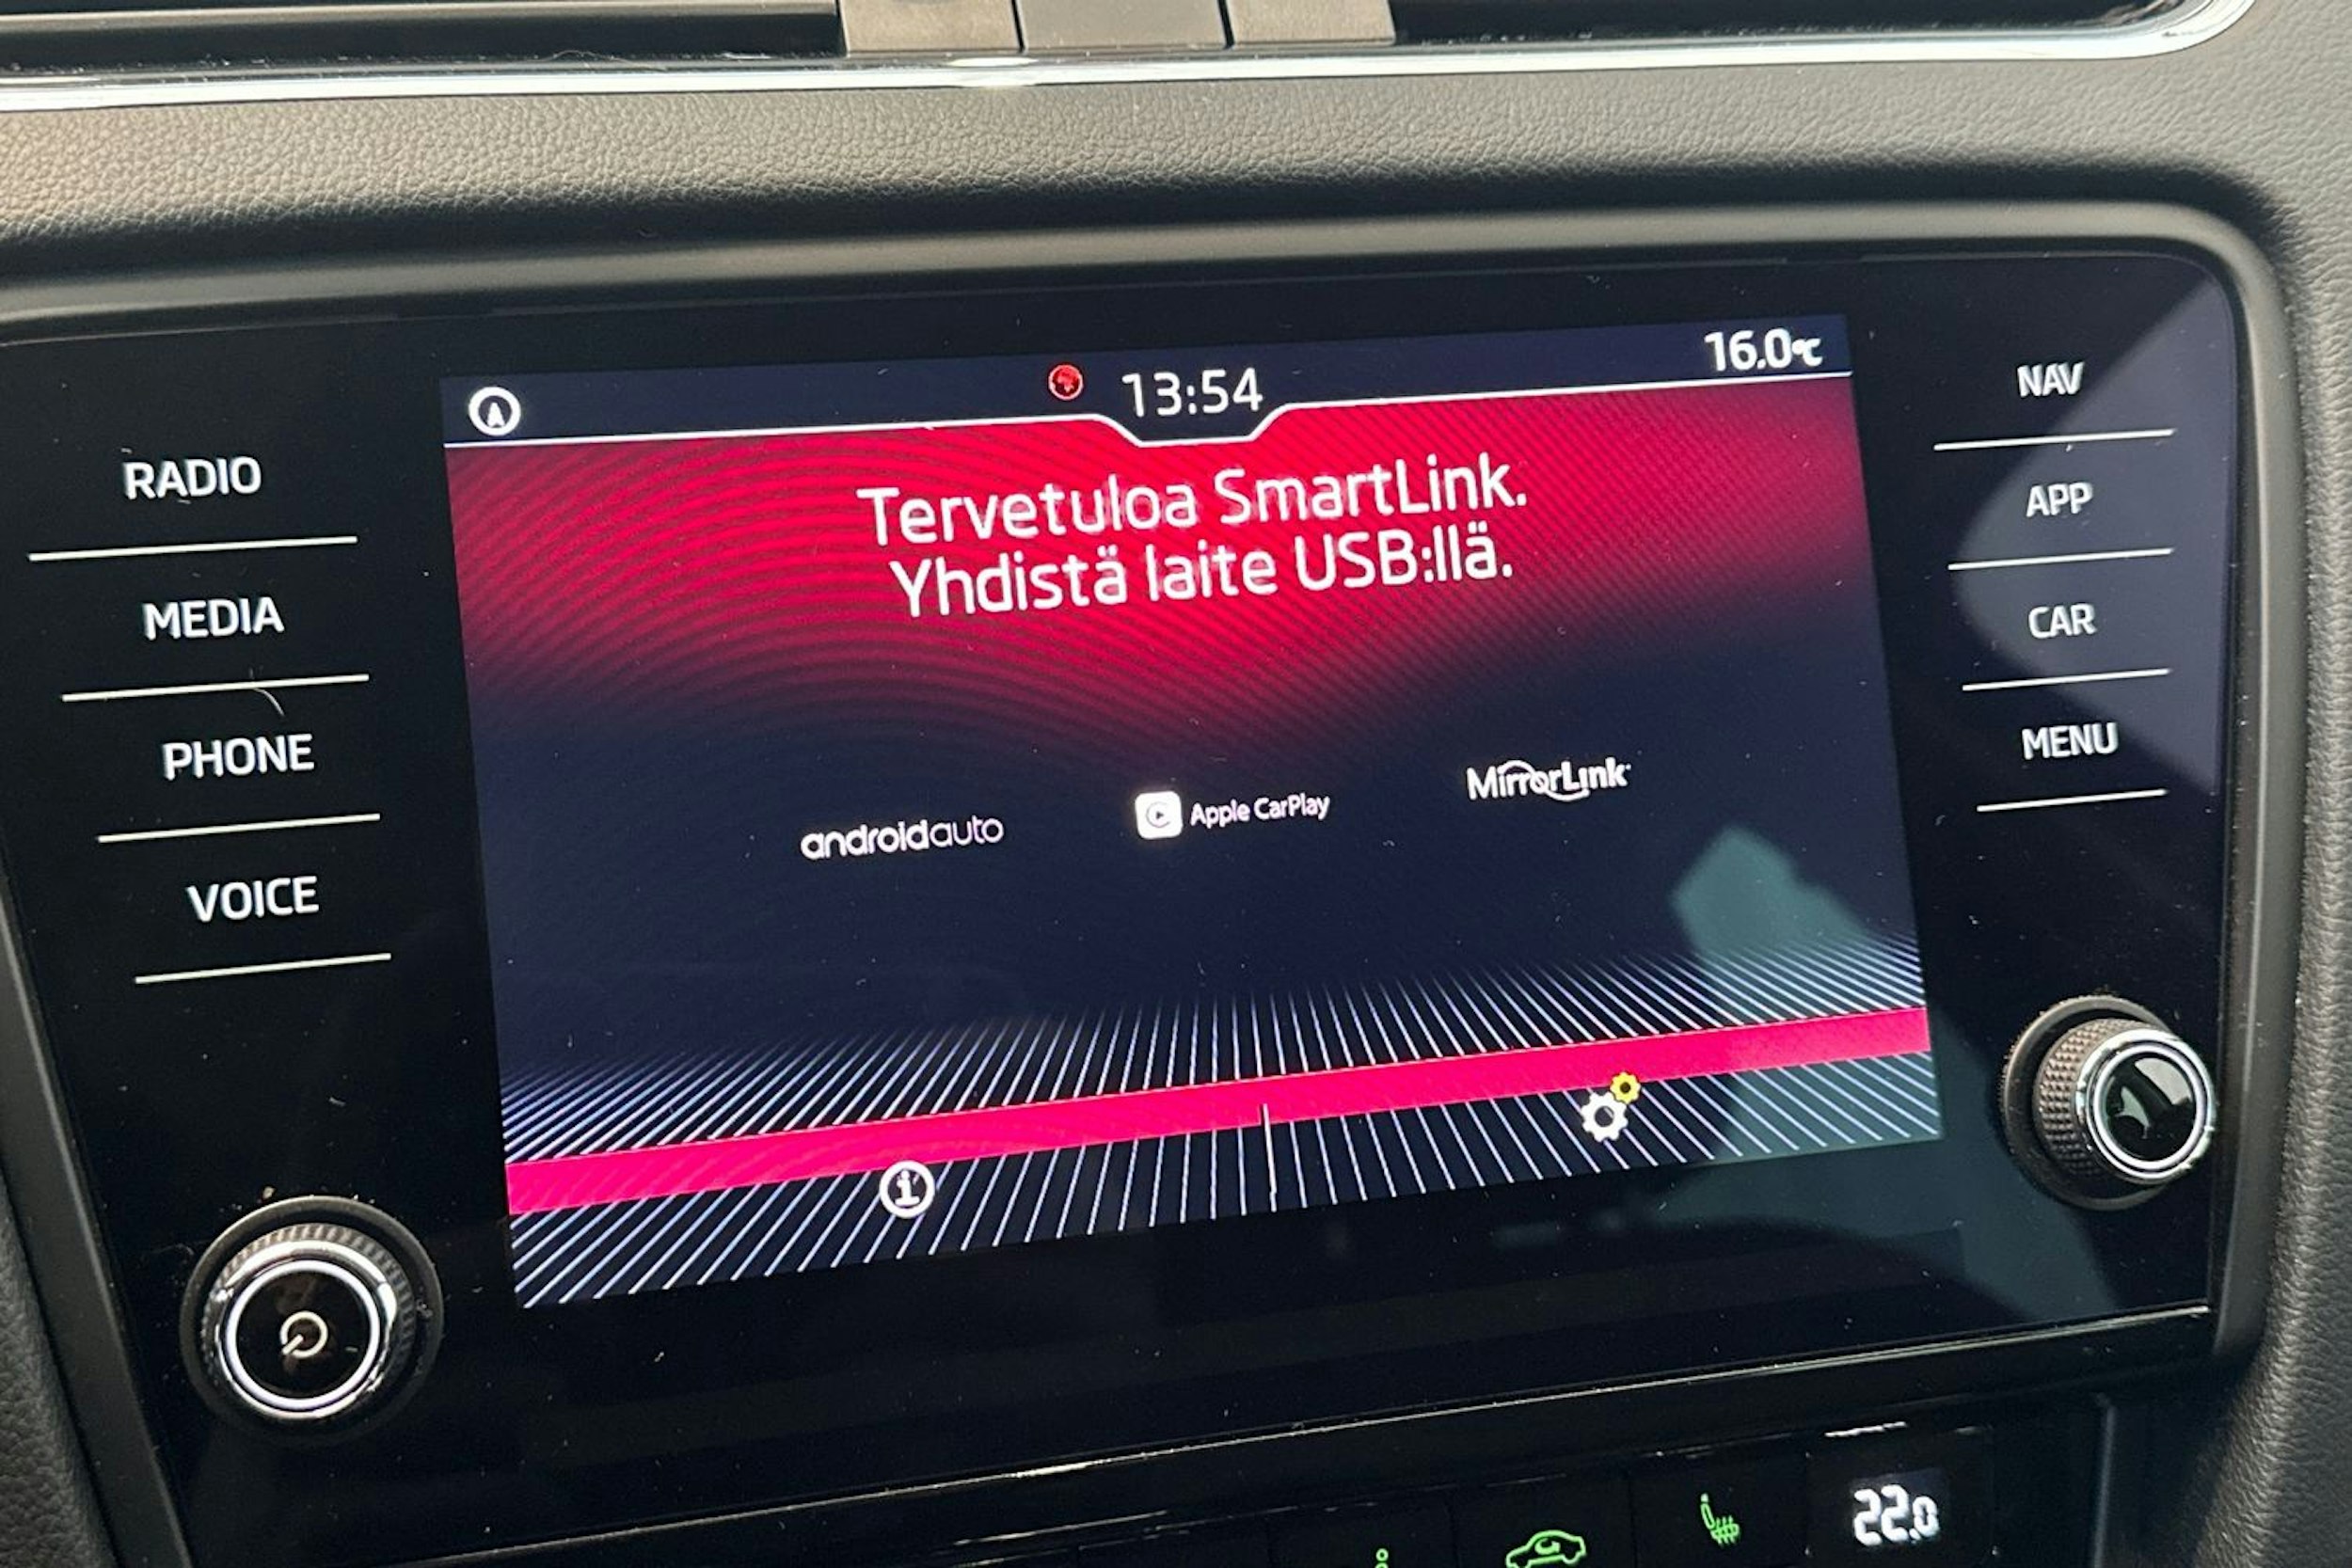 13:54
16.0℃
RADIO
MEDIA
PHONE
VOICE
Tervetuloa SmartLink.
Yhdistä laite USB:llä.
androidauto
Apple CarPlay
MirrorLink
NAV
APP
CAR
MENU
22.0